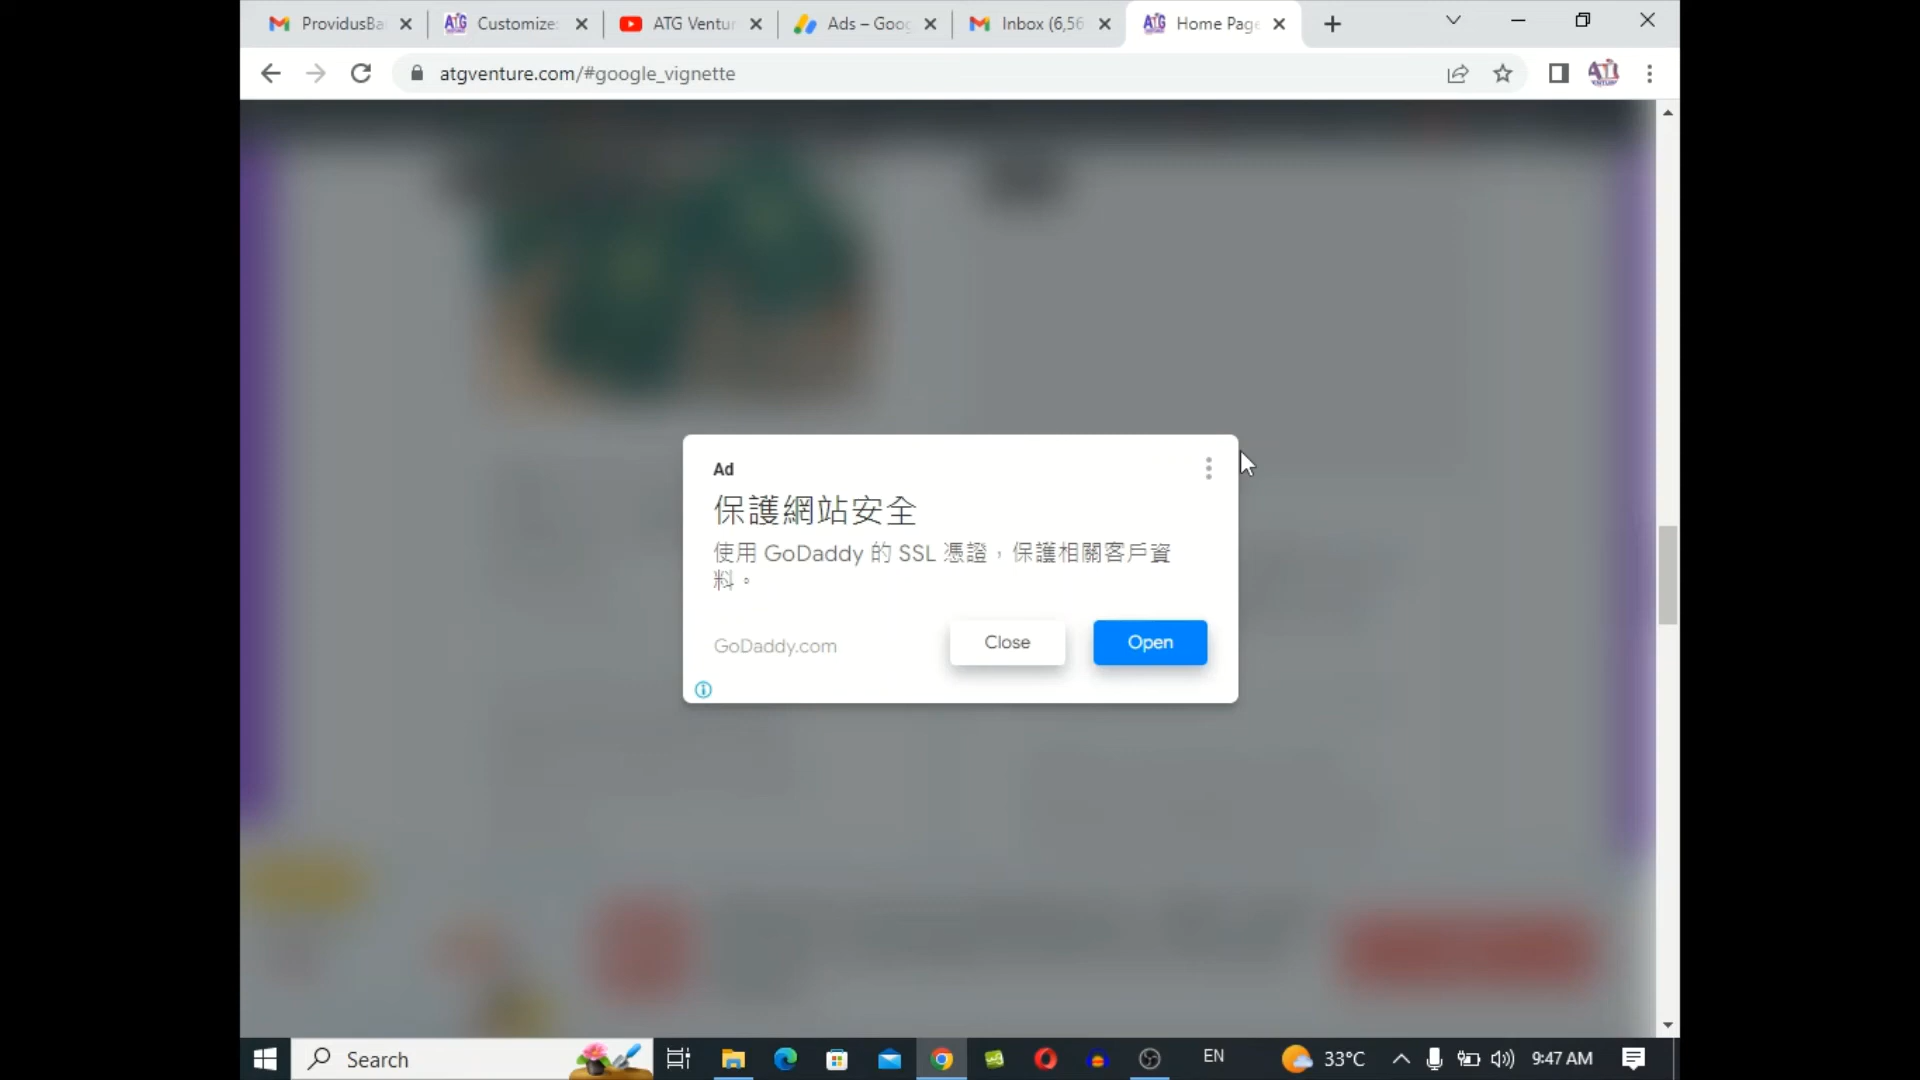 ProvidusBa
Customize
ATG Ventur
Ads – Goog
Inbox (6,56
Home Page
atgventure.com/#google_vignette
Ad
保護網站安全
使用 GoDaddy 的 SSL 憑證，保護相關客戶資
料。
GoDaddy.com
Close
Open
Search
EN
33°C
9:47 AM